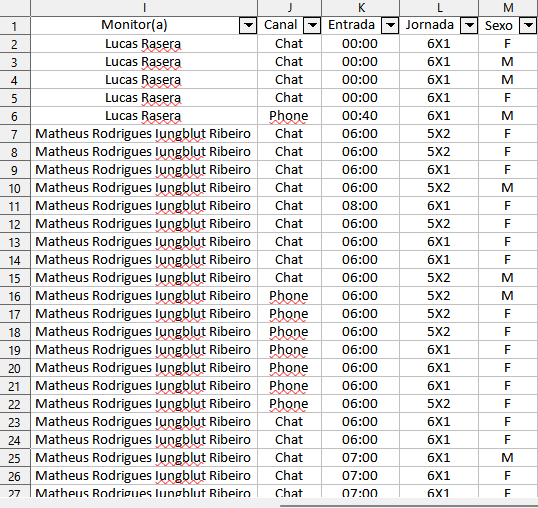 I J K L M
1 Monitor(a) Canal Entrada Jornada Sexo
2 Lucas Rasera Chat 00:00 6X1 F
3 Lucas Rasera Chat 00:00 6X1 M
4 Lucas Rasera Chat 00:00 6X1 M
5 Lucas Rasera Chat 00:00 6X1 F
6 Lucas Rasera Phone 00:40 6X1 M
7 Matheus Rodrigues Iungblut Ribeiro Chat 06:00 5X2 F
8 Matheus Rodrigues Iungblut Ribeiro Chat 06:00 5X2 F
9 Matheus Rodrigues Iungblut Ribeiro Chat 06:00 6X1 F
10 Matheus Rodrigues Iungblut Ribeiro Chat 06:00 5X2 M
11 Matheus Rodrigues Iungblut Ribeiro Chat 08:00 6X1 F
12 Matheus Rodrigues Iungblut Ribeiro Chat 06:00 5X2 F
13 Matheus Rodrigues Iungblut Ribeiro Chat 06:00 6X1 F
14 Matheus Rodrigues Iungblut Ribeiro Chat 06:00 6X1 F
15 Matheus Rodrigues Iungblut Ribeiro Chat 06:00 5X2 M
16 Matheus Rodrigues Iungblut Ribeiro Phone 06:00 5X2 M
17 Matheus Rodrigues Iungblut Ribeiro Phone 06:00 5X2 F
18 Matheus Rodrigues Iungblut Ribeiro Phone 06:00 5X2 F
19 Matheus Rodrigues Iungblut Ribeiro Phone 06:00 6X1 F
20 Matheus Rodrigues Iungblut Ribeiro Phone 06:00 6X1 F
21 Matheus Rodrigues Iungblut Ribeiro Phone 06:00 6X1 F
22 Matheus Rodrigues Iungblut Ribeiro Phone 06:00 5X2 F
23 Matheus Rodrigues Iungblut Ribeiro Chat 06:00 6X1 F
24 Matheus Rodrigues Iungblut Ribeiro Chat 06:00 6X1 F
25 Matheus Rodrigues Iungblut Ribeiro Chat 07:00 6X1 M
26 Matheus Rodrigues Iungblut Ribeiro Chat 07:00 6X1 F
27 Matheus Rodrigues Iungblut Ribeiro Chat 07:00 6X1 F